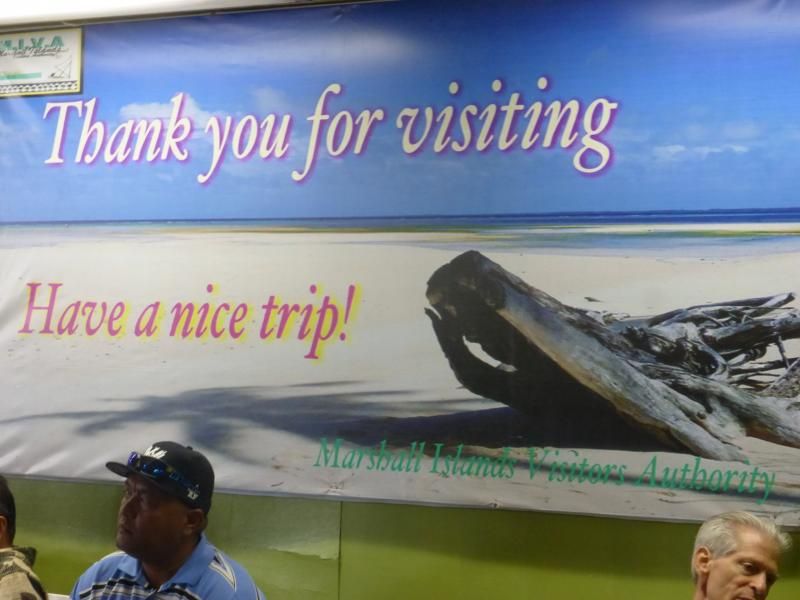 M.I.V.A
Thank you for visiting
Have a nice trip!
Marshall Islands Visitors Authority